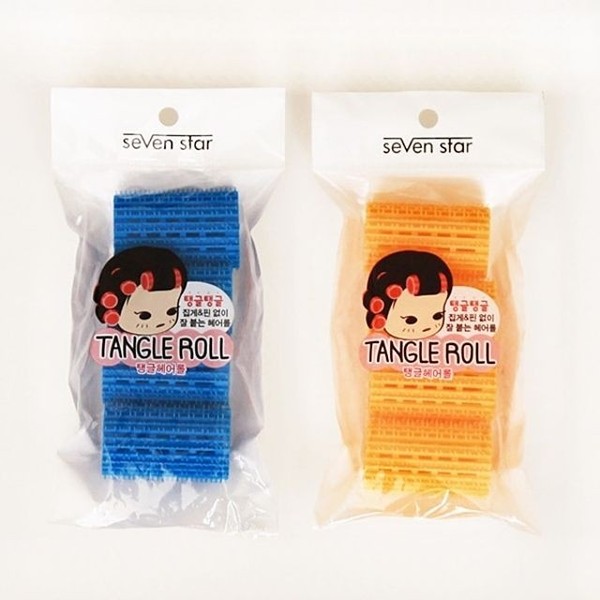 seVen star
탱글탱글
집게&핀 없이
잘 붙는 헤어롤
TANGLE ROLL
탱글헤어롤
seVen star
탱글탱글
집게&핀 없이
잘 붙는 헤어롤
TANGLE ROLL
탱글헤어롤